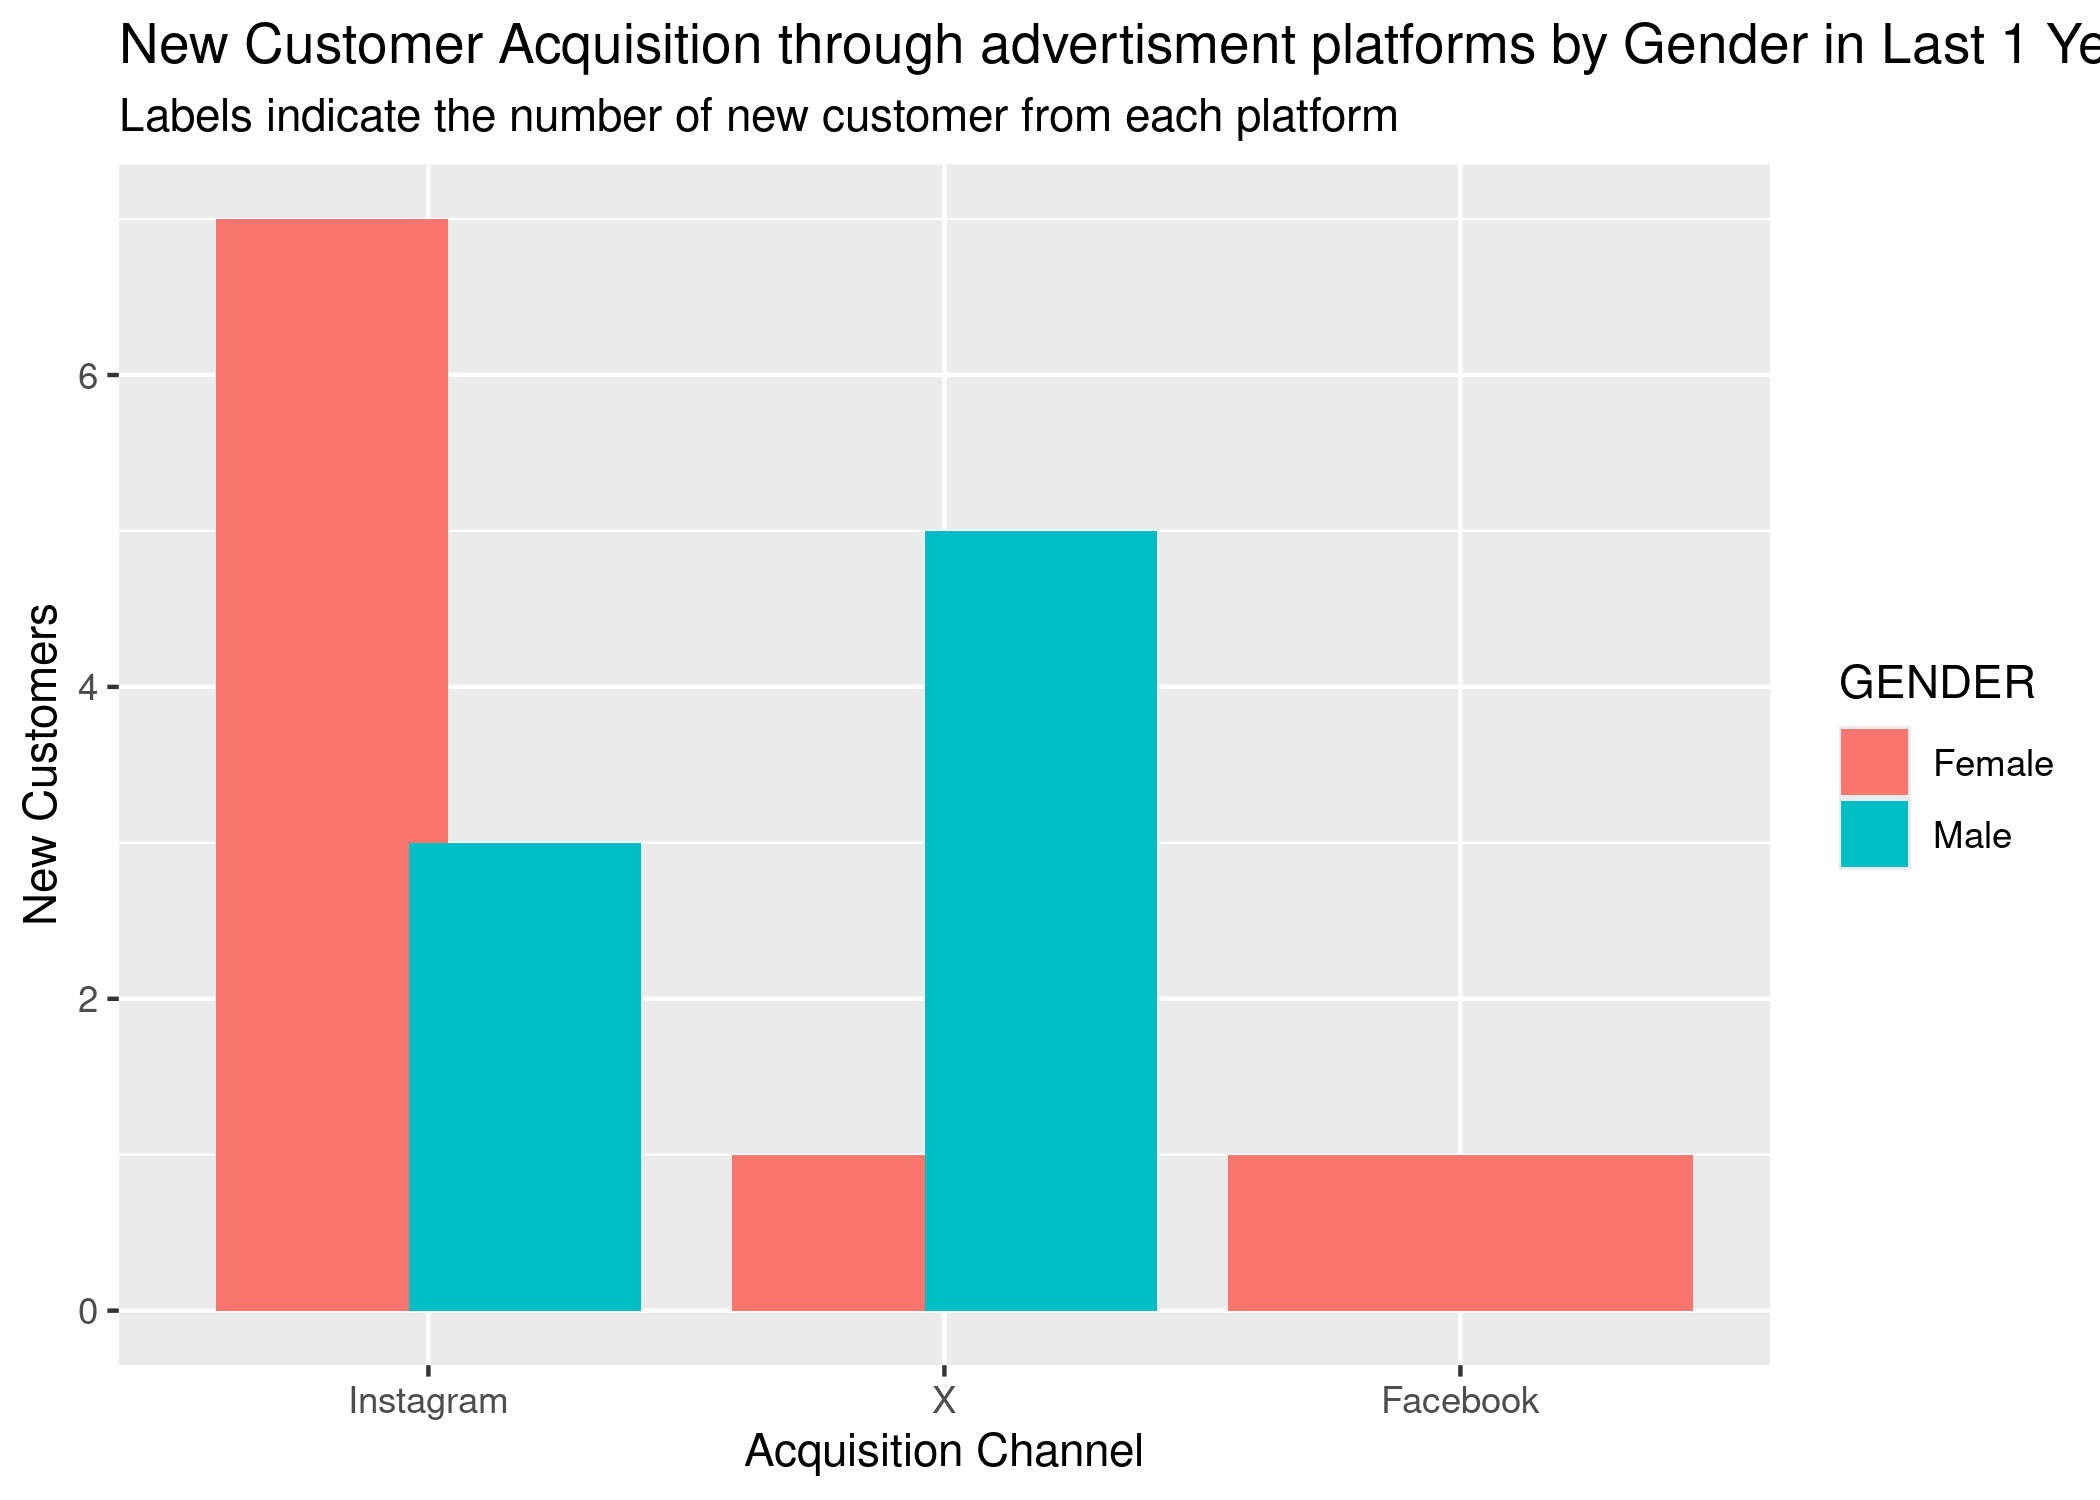 New Customer Acquisition through advertisment platforms by Gender in Last 1 Ye
Labels indicate the number of new customer from each platform
New Customers
6
4
2
0
Instagram X Facebook
Acquisition Channel
GENDER
Female
Male